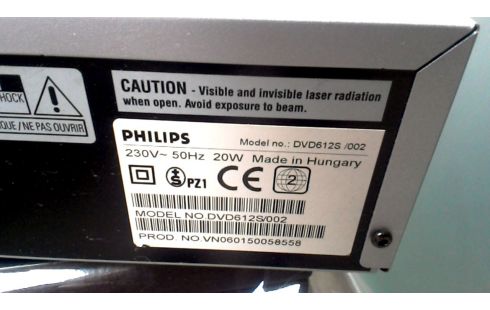 CAUTION - Visible and invisible laser radiation
when open. Avoid exposure to beam.
SHOCK
QUE / NE PAS OUVRIR
PHILIPS Model no.: DVD612S /002
230V~ 50Hz 20W Made in Hungary
S PZ1 CE 2
MODEL NO.DVD612S/002
PROD. NO.VN060150058558